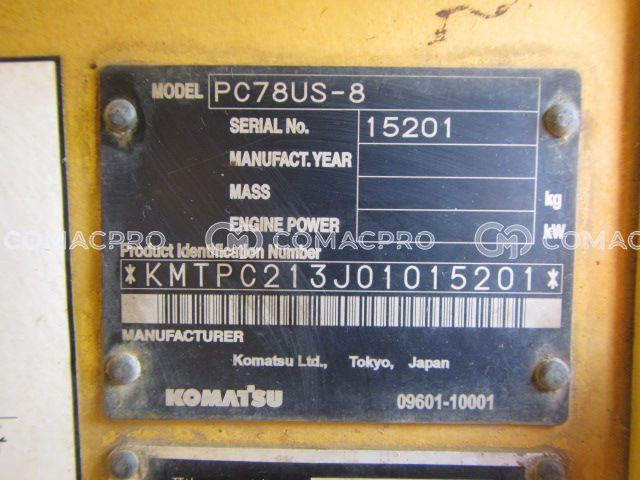 MODEL PC78US-8
SERIAL No. 15201
MANUFACT. YEAR
MASS kg
ENGINE POWER kW
COMACPRO COMACPRO COMAC
Product Identification Number
*KMTPC213J01015201*
MANUFACTURER
Komatsu Ltd., Tokyo, Japan
KOMATSU 09601-10001